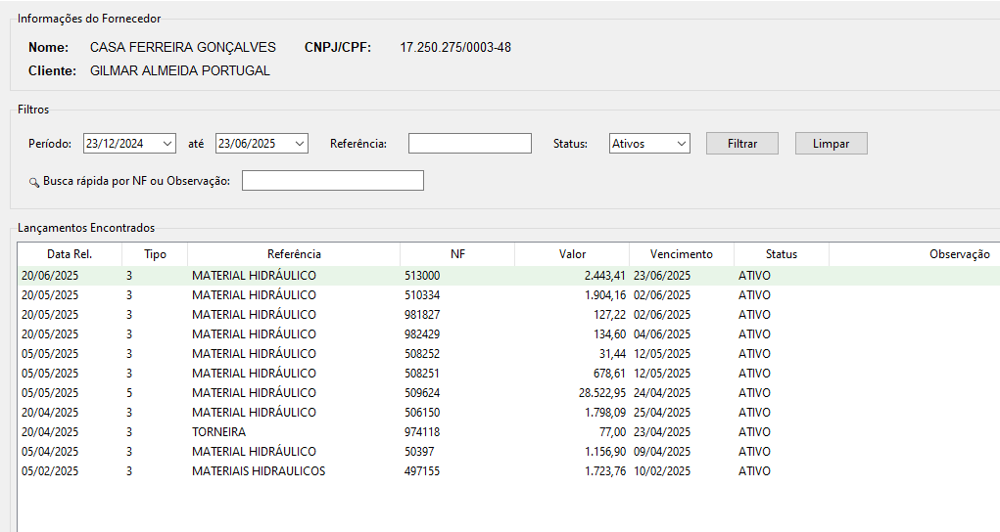 Informações do Fornecedor
Nome: CASA FERREIRA GONÇALVES CNPJ/CPF: 17.250.275/0003-48
Cliente: GILMAR ALMEIDA PORTUGAL
Filtros
Período: 23/12/2024 até 23/06/2025 Referência: Status: Ativos Filtrar Limpar
Busca rápida por NF ou Observação:
Lançamentos Encontrados
Data Rel. Tipo Referência NF Valor Vencimento Status Observação
20/06/2025 3 MATERIAL HIDRÁULICO 513000 2.443,41 23/06/2025 ATIVO
20/05/2025 3 MATERIAL HIDRÁULICO 510334 1.904,16 02/06/2025 ATIVO
20/05/2025 3 MATERIAL HIDRÁULICO 981827 127,22 02/06/2025 ATIVO
20/05/2025 3 MATERIAL HIDRÁULICO 982429 134,60 04/06/2025 ATIVO
05/05/2025 3 MATERIAL HIDRÁULICO 508252 31,44 12/05/2025 ATIVO
05/05/2025 3 MATERIAL HIDRÁULICO 508251 678,61 12/05/2025 ATIVO
05/05/2025 5 MATERIAL HIDRÁULICO 509624 28.522,95 24/04/2025 ATIVO
20/04/2025 3 MATERIAL HIDRÁULICO 506150 1.798,09 25/04/2025 ATIVO
20/04/2025 3 TORNEIRA 974118 77,00 23/04/2025 ATIVO
05/04/2025 3 MATERIAL HIDRÁULICO 50397 1.156,90 09/04/2025 ATIVO
05/02/2025 3 MATERIAIS HIDRAULICOS 497155 1.723,76 10/02/2025 ATIVO